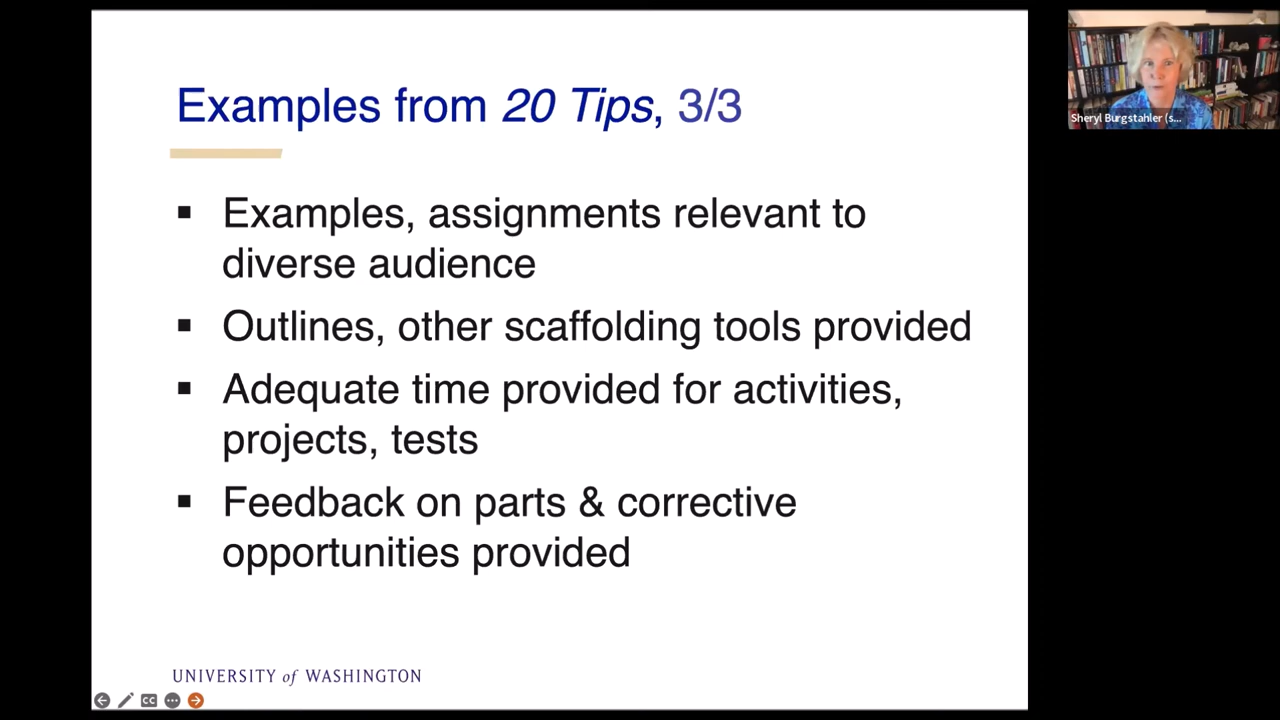 Examples from 20 Tips, 3/3
▪ Examples, assignments relevant to
diverse audience
▪ Outlines, other scaffolding tools provided
▪ Adequate time provided for activities,
projects, tests
▪ Feedback on parts & corrective
opportunities provided
UNIVERSITY of WASHINGTON
CC
Sheryl Burgstahler (s...